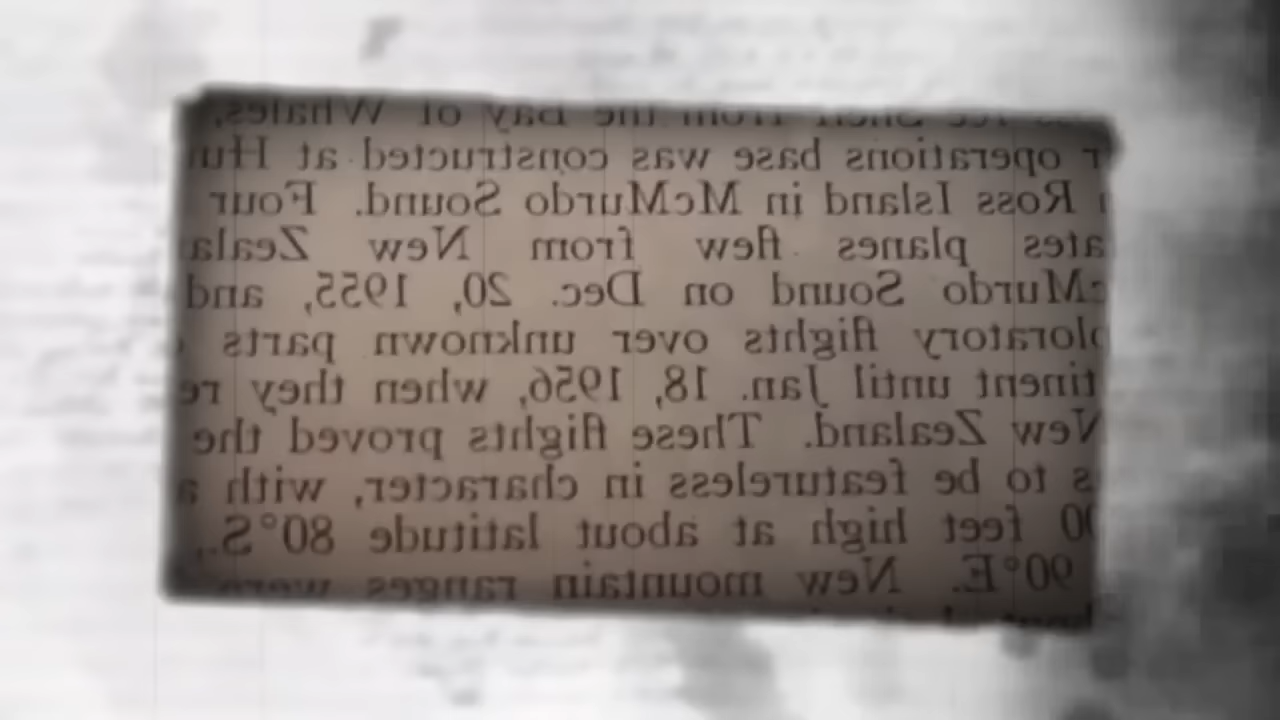 Ice Shelf from the Bay of Whales,
r operations base was constructed at Hu
Ross Island in McMurdo Sound. Four
ates planes flew from New Zeala
cMurdo Sound on Dec. 20, 1955, and
loratory flights over unknown parts
tinent until Jan. 18, 1956, when they re
New Zealand. These flights proved the
s to be featureless in character, with a
00 feet high at about latitude 80°S.,
90°E. New mountain ranges were